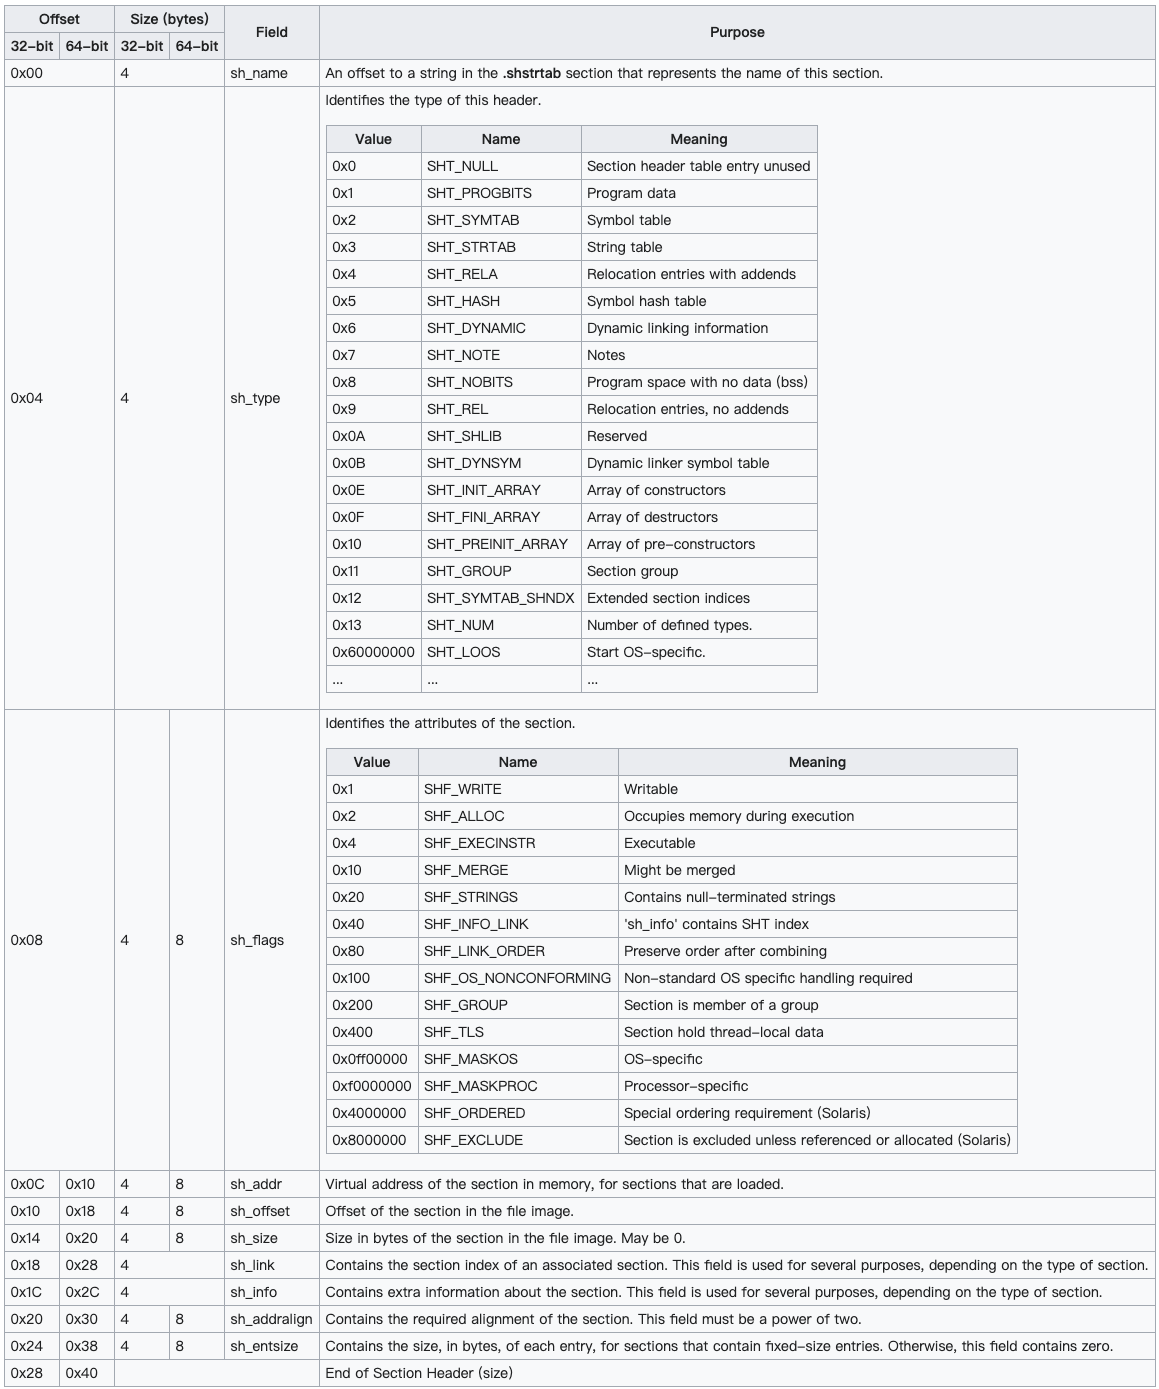 Offset Size (bytes) Field Purpose
32-bit 64-bit 32-bit 64-bit
0x00 4 sh_name An offset to a string in the .shstrtab section that represents the name of this section.
0x04 4 sh_type Identifies the type of this header.
Value Name Meaning
0x0 SHT_NULL Section header table entry unused
0x1 SHT_PROGBITS Program data
0x2 SHT_SYMTAB Symbol table
0x3 SHT_STRTAB String table
0x4 SHT_RELA Relocation entries with addends
0x5 SHT_HASH Symbol hash table
0x6 SHT_DYNAMIC Dynamic linking information
0x7 SHT_NOTE Notes
0x8 SHT_NOBITS Program space with no data (bss)
0x9 SHT_REL Relocation entries, no addends
0x0A SHT_SHLIB Reserved
0x0B SHT_DYNSYM Dynamic linker symbol table
0x0E SHT_INIT_ARRAY Array of constructors
0x0F SHT_FINI_ARRAY Array of destructors
0x10 SHT_PREINIT_ARRAY Array of pre-constructors
0x11 SHT_GROUP Section group
0x12 SHT_SYMTAB_SHNDX Extended section indices
0x13 SHT_NUM Number of defined types.
0x60000000 SHT_LOOS Start OS-specific.
... ... ...
0x08 4 8 sh_flags Identifies the attributes of the section.
Value Name Meaning
0x1 SHF_WRITE Writable
0x2 SHF_ALLOC Occupies memory during execution
0x4 SHF_EXECINSTR Executable
0x10 SHF_MERGE Might be merged
0x20 SHF_STRINGS Contains null-terminated strings
0x40 SHF_INFO_LINK 'sh_info' contains SHT index
0x80 SHF_LINK_ORDER Preserve order after combining
0x100 SHF_OS_NONCONFORMING Non-standard OS specific handling required
0x200 SHF_GROUP Section is member of a group
0x400 SHF_TLS Section hold thread-local data
0x0ff00000 SHF_MASKOS OS-specific
0xf0000000 SHF_MASKPROC Processor-specific
0x4000000 SHF_ORDERED Special ordering requirement (Solaris)
0x8000000 SHF_EXCLUDE Section is excluded unless referenced or allocated (Solaris)
0x0C 0x10 4 8 sh_addr Virtual address of the section in memory, for sections that are loaded.
0x10 0x18 4 8 sh_offset Offset of the section in the file image.
0x14 0x20 4 8 sh_size Size in bytes of the section in the file image. May be 0.
0x18 0x28 4 sh_link Contains the section index of an associated section. This field is used for several purposes, depending on the type of section.
0x1C 0x2C 4 sh_info Contains extra information about the section. This field is used for several purposes, depending on the type of section.
0x20 0x30 4 8 sh_addralign Contains the required alignment of the section. This field must be a power of two.
0x24 0x38 4 8 sh_entsize Contains the size, in bytes, of each entry, for sections that contain fixed-size entries. Otherwise, this field contains zero.
0x28 0x40 End of Section Header (size)